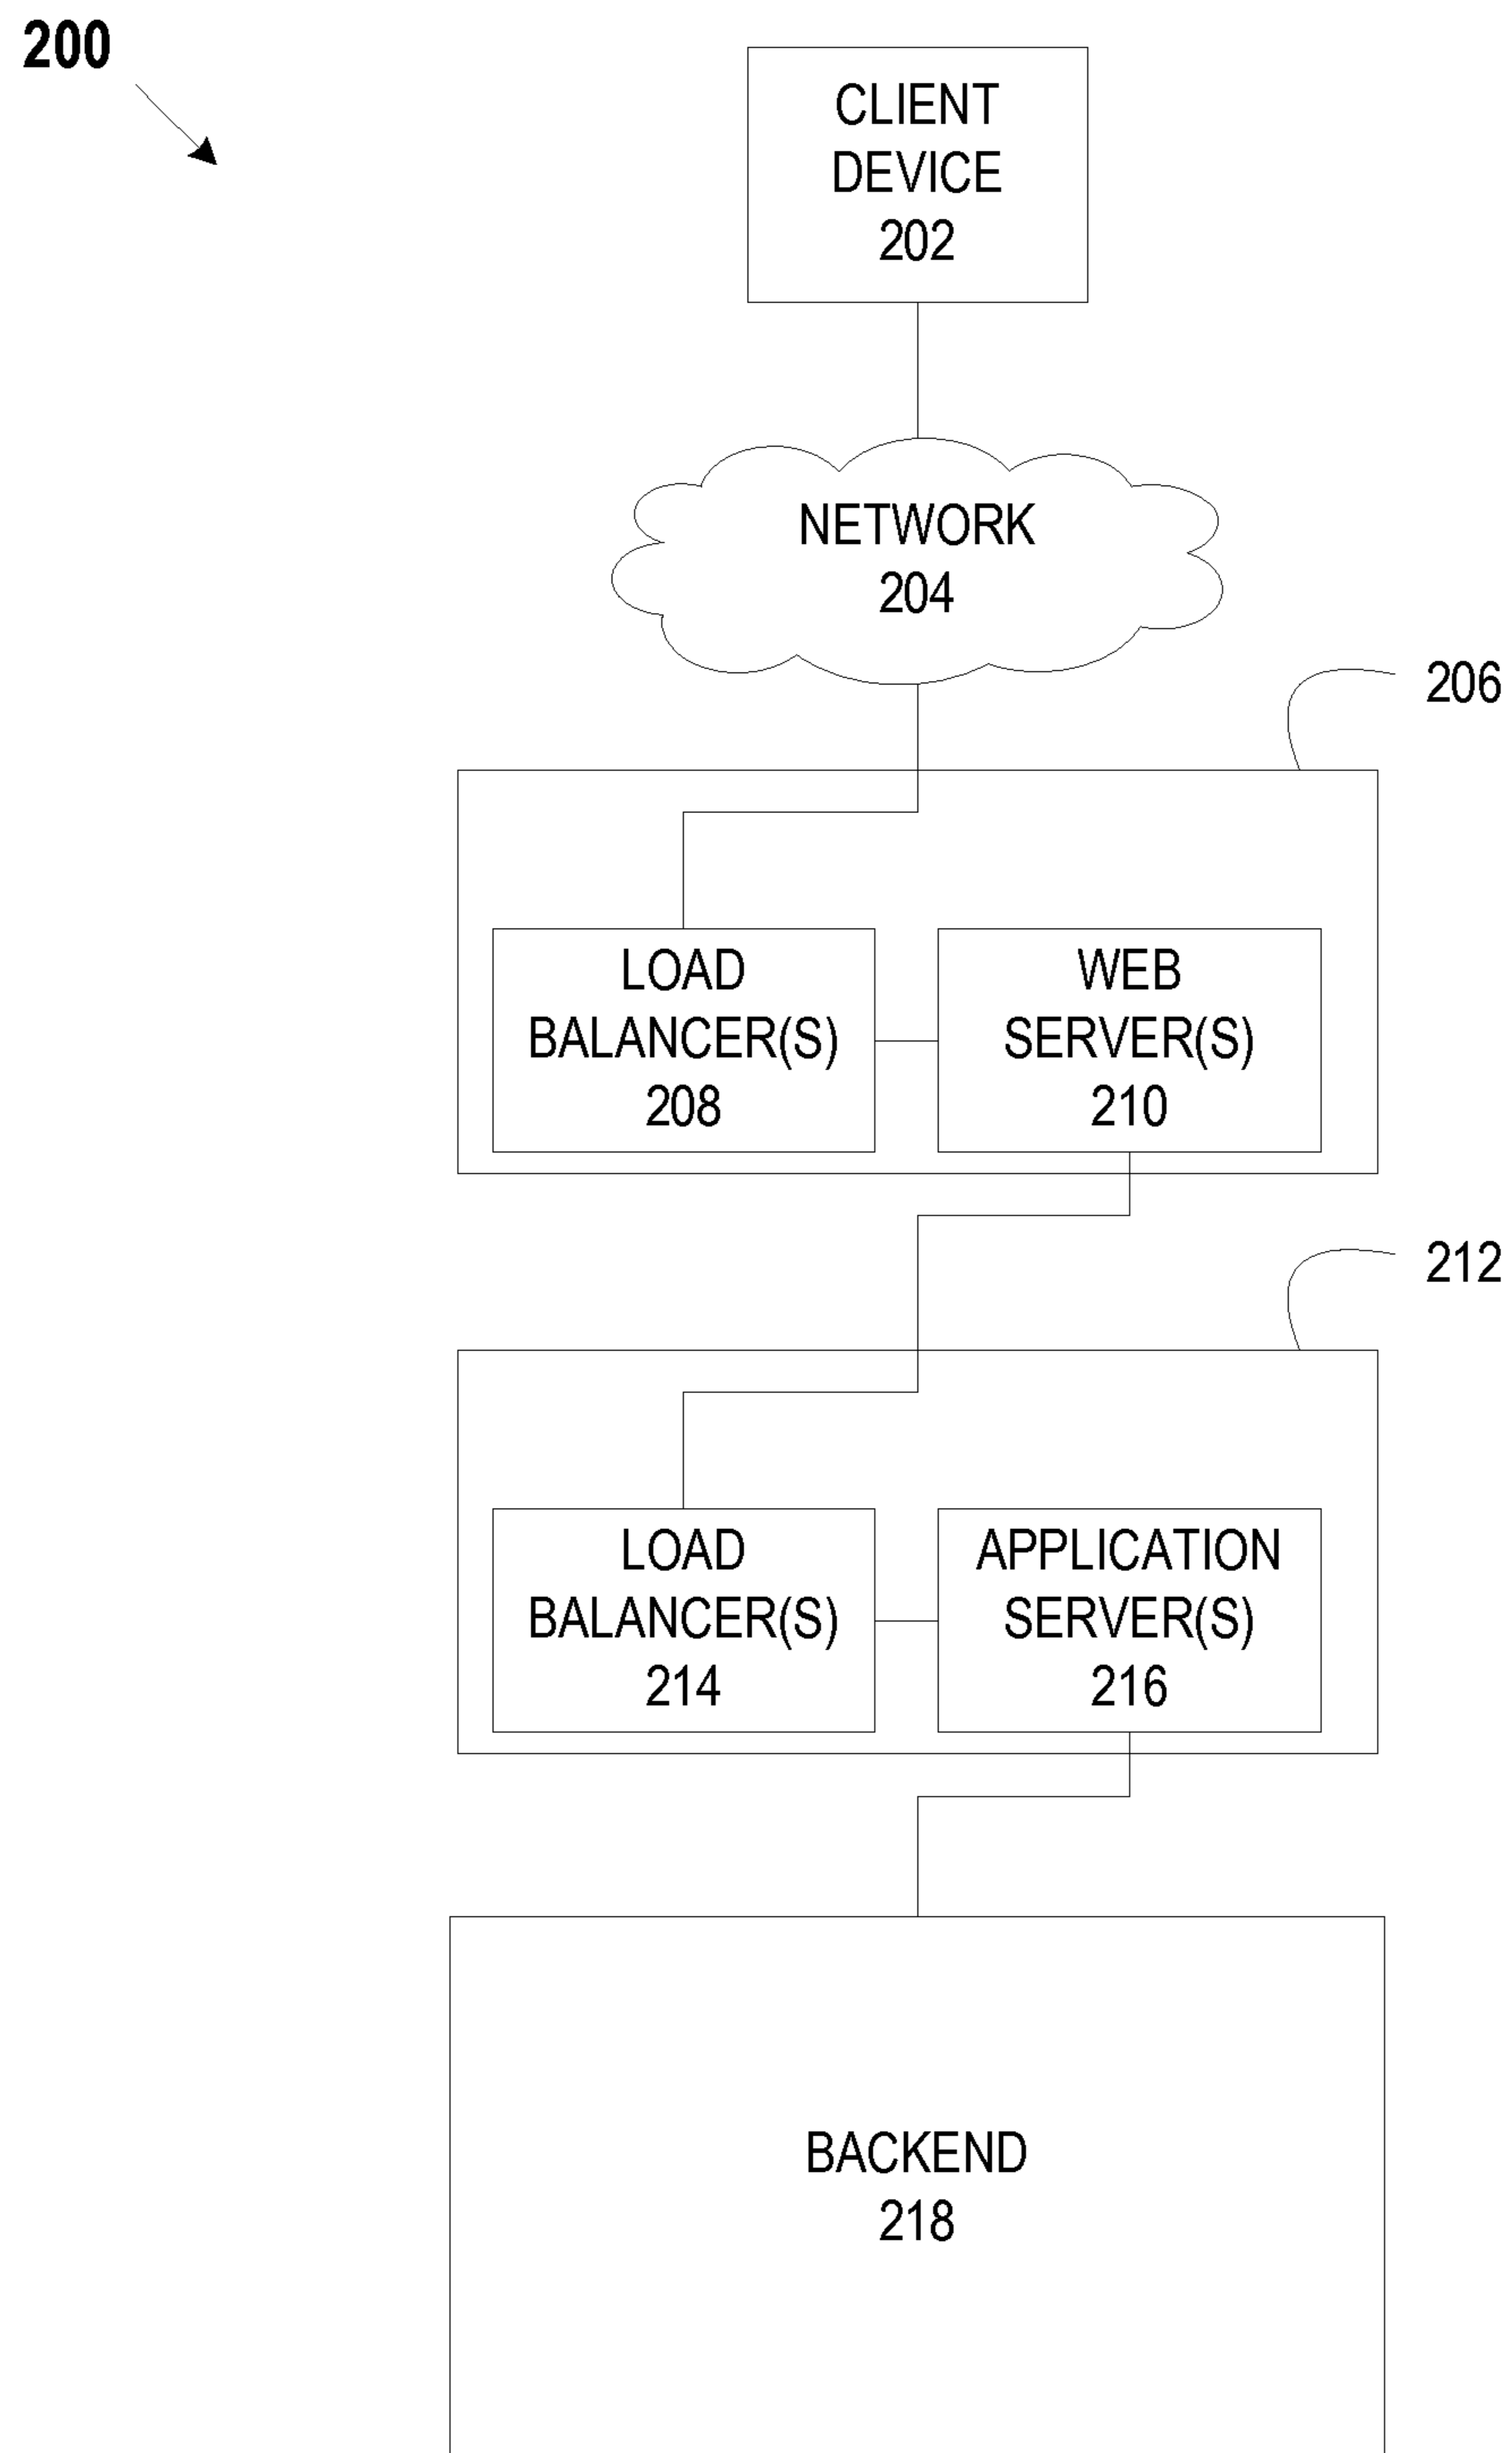 200
CLIENT
DEVICE
202
NETWORK
204
206
LOAD
BALANCER(S)
208
WEB
SERVER(S)
210
212
LOAD
BALANCER(S)
214
APPLICATION
SERVER(S)
216
BACKEND
218